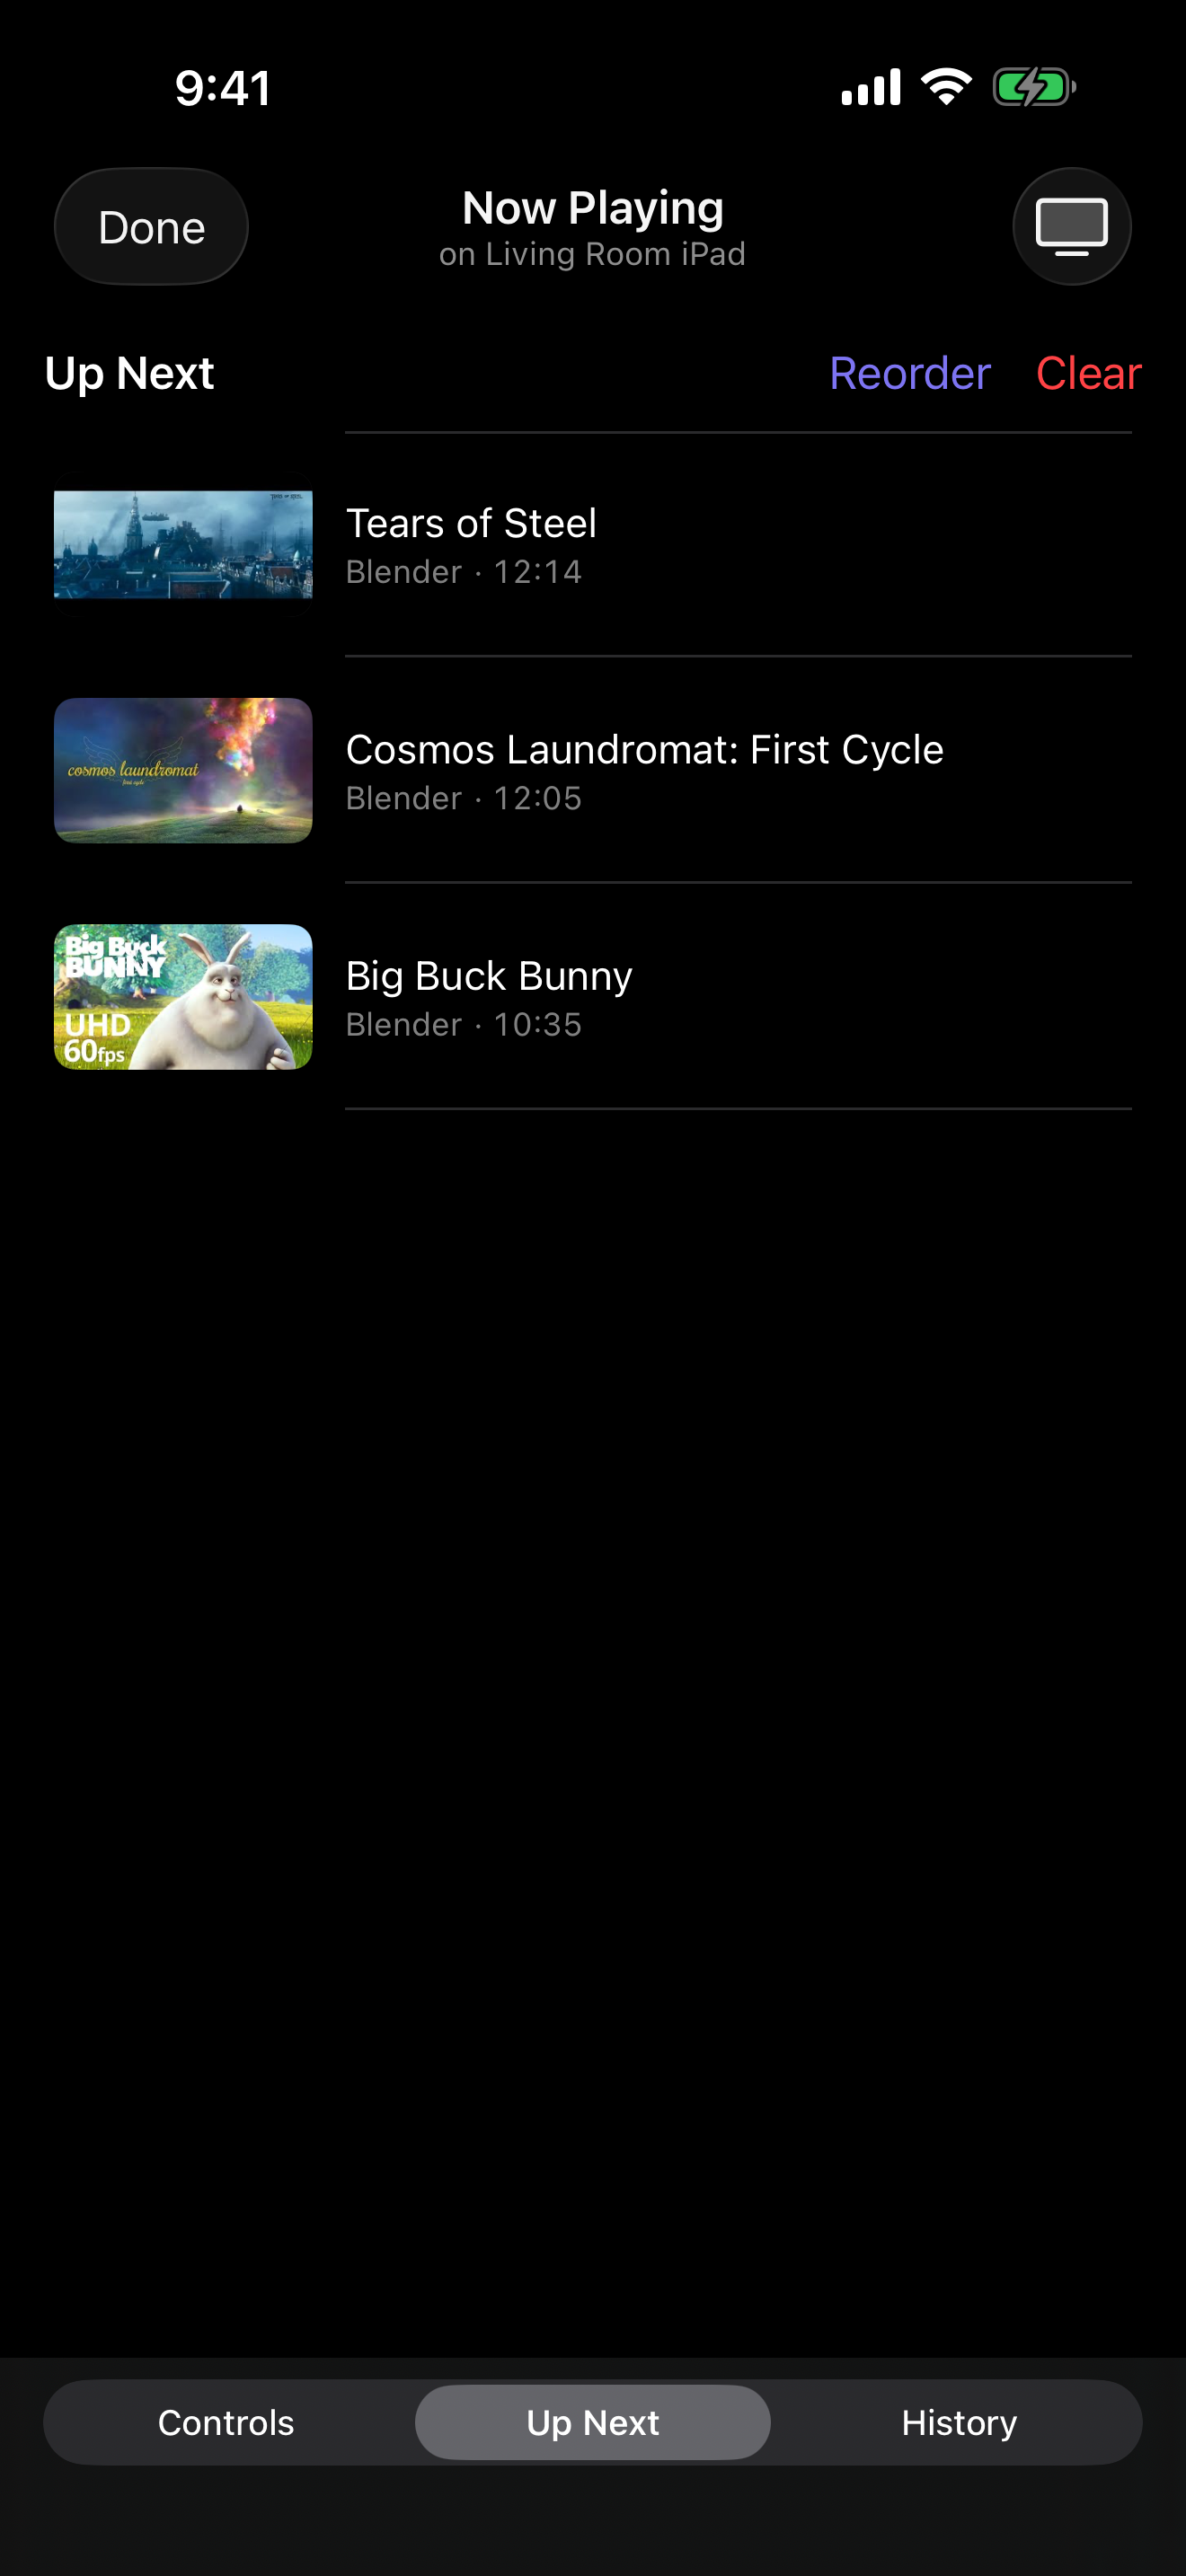 9:41
Done
Now Playing
on Living Room iPad
Up Next
Reorder
Clear
Tears of Steel
Blender · 12:14
cosmos laundromat
first cycle
Cosmos Laundromat: First Cycle
Blender · 12:05
Big Buck
BUNNY
UHD
60fps
Big Buck Bunny
Blender · 10:35
Controls
Up Next
History